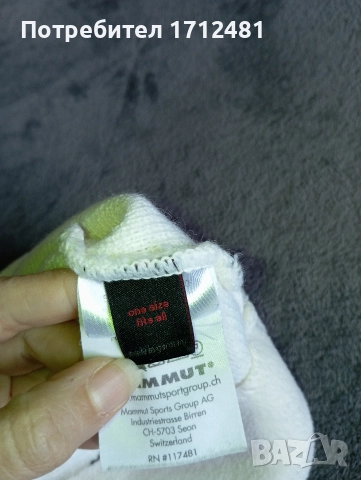 Потребител 1712481
one size
fits all
MAMMUT®
mammutsportgroup.ch
Mammut Sports Group AG
Industriestrasse Birren
CH-5703 Seon
Switzerland
RN #117481
BAZAR